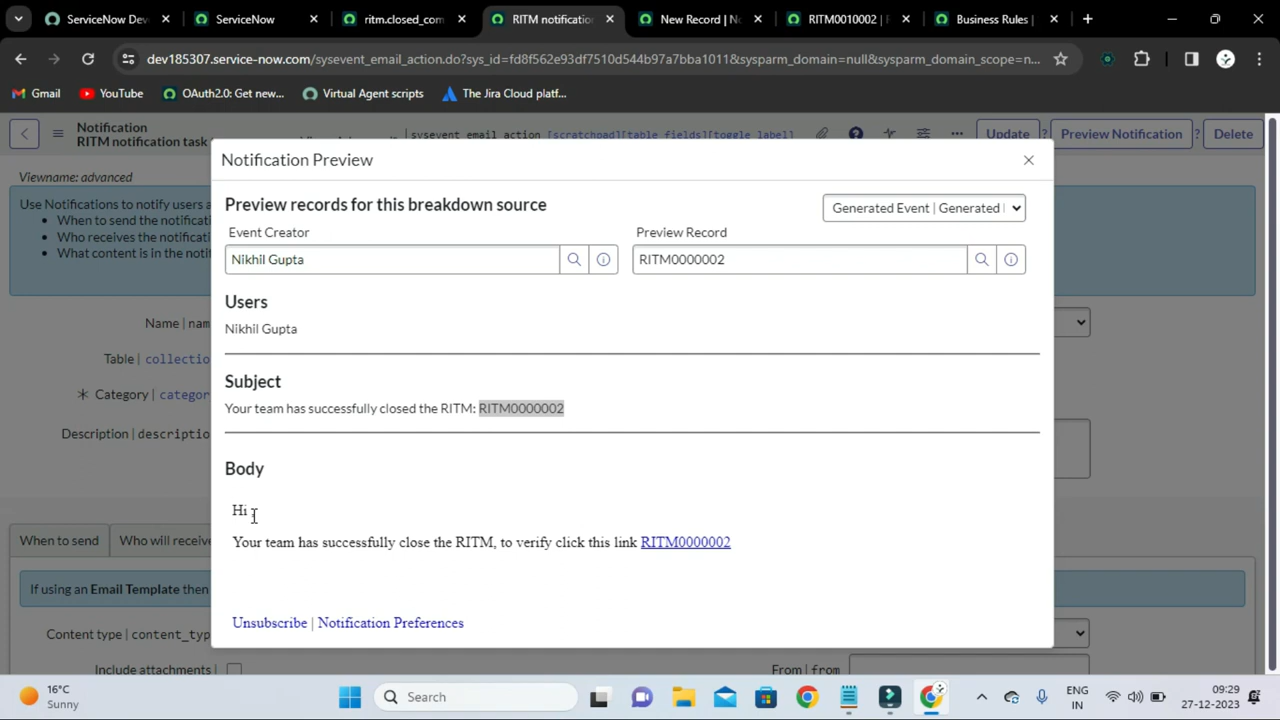 ServiceNow Dev
ServiceNow
ritm.closed_com
RITM notification
New Record | No
RITM0010002 | R
Business Rules |
dev185307.service-now.com/sysevent_email_action.do?sys_id=fd8f562e93df7510d544b97a7bba1011&sysparm_domain=null&sysparm_domain_scope=n...
Gmail
YouTube
OAuth2.0: Get new...
Virtual Agent scripts
The Jira Cloud platf...
Notification
RITM notification task
sysevent_email_action [scratchpad][table_fields][toggle_label]
Update
?
Preview Notification
?
Delete
Viewname: advanced
Use Notifications to notify users a
When to send the notificati
Who receives the notificati
What content is in the notif
Name | nam
Table | collectio
Category | categor
Description | descriptio
When to send
Who will receive
If using an Email Template then
Content type | content_typ
Include attachments |
From | from
Notification Preview
Preview records for this breakdown source
Generated Event | Generated |
Event Creator
Preview Record
Nikhil Gupta
RITM0000002
Users
Nikhil Gupta
Subject
Your team has successfully closed the RITM: RITM0000002
Body
Hi
Your team has successfully close the RITM, to verify click this link RITM0000002
Unsubscribe | Notification Preferences
16°C
Sunny
Search
ENG
IN
09:29
27-12-2023